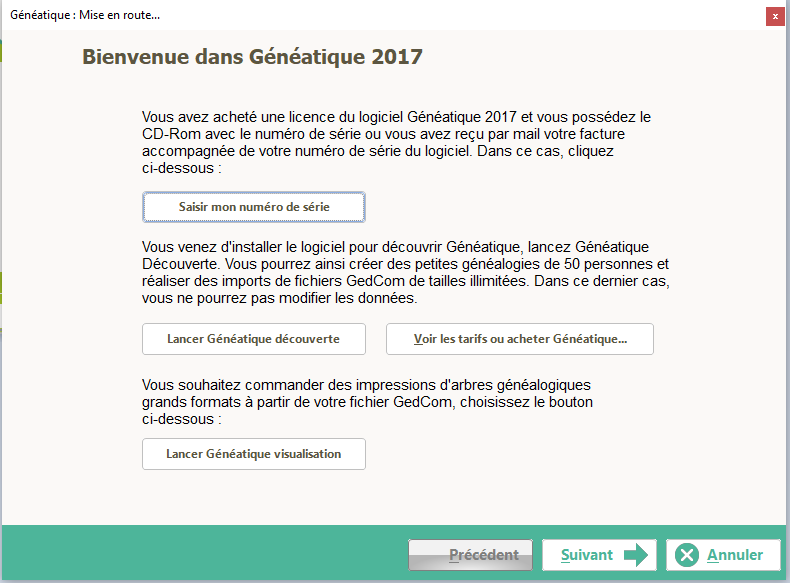 Généatique : Mise en route...
x
Bienvenue dans Généatique 2017
Vous avez acheté une licence du logiciel Généatique 2017 et vous possédez le
CD-Rom avec le numéro de série ou vous avez reçu par mail votre facture
accompagnée de votre numéro de série du logiciel. Dans ce cas, cliquez
ci-dessous :
Saisir mon numéro de série
Vous venez d'installer le logiciel pour découvrir Généatique, lancez Généatique
Découverte. Vous pourrez ainsi créer des petites généalogies de 50 personnes et
réaliser des imports de fichiers GedCom de tailles illimitées. Dans ce dernier cas,
vous ne pourrez pas modifier les données.
Lancer Généatique découverte
Voir les tarifs ou acheter Généatique...
Vous souhaitez commander des impressions d'arbres généalogiques
grands formats à partir de votre fichier GedCom, choisissez le bouton
ci-dessous :
Lancer Généatique visualisation
Précédent
Suivant
Annuler